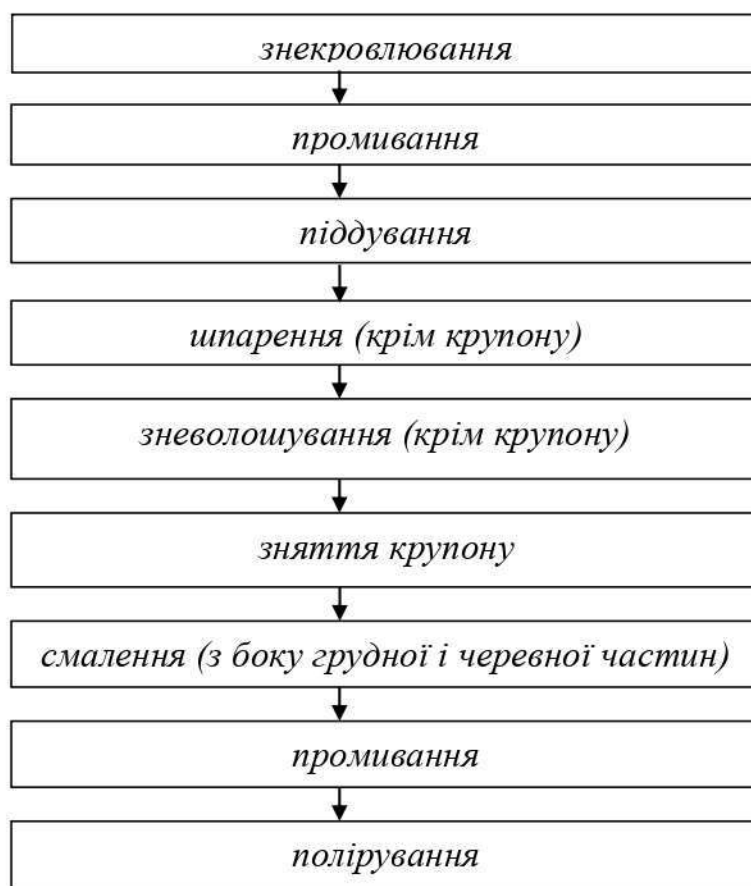 знекровлювання
промивання
піддування
шпарення (крім крупону)
зневолошування (крім крупону)
зняття крупону
смалення (з боку грудної і черевної частин)
промивання
полірування